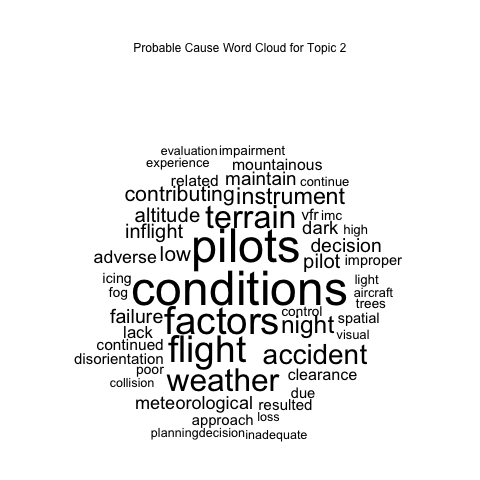 Probable Cause Word Cloud for Topic 2
evaluation impairment
experience mountainous
related maintain continue
contributing instrument
altitude terrain vfr imc
inflight pilots dark high
adverse low decision
pilot improper
icing conditions light
fog aircraft
trees
failure factors control spatial
lack night visual
continued flight accident
disorientation
poor weather clearance
collision
due
meteorological resulted
approach loss
planningdecision inadequate